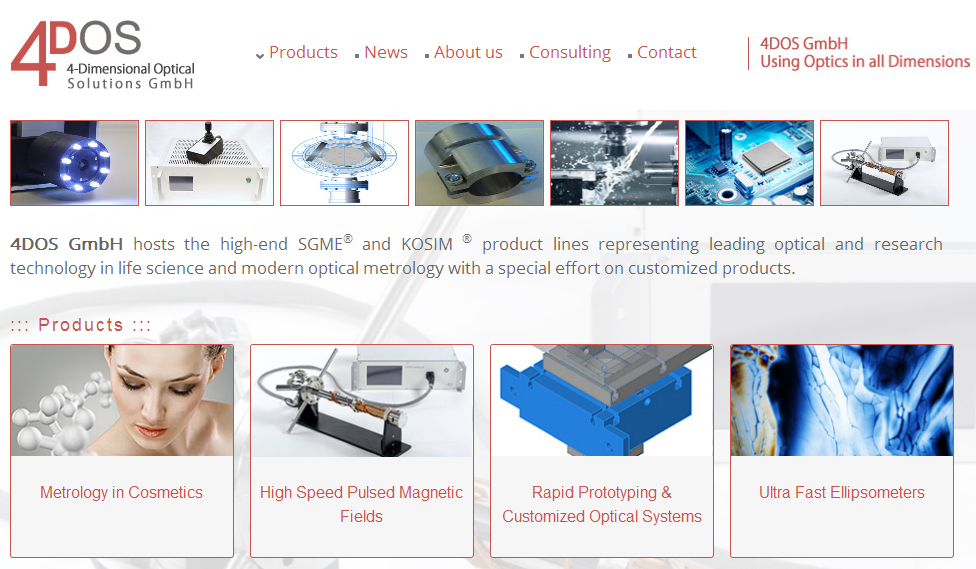 4DOS
4-Dimensional Optical
Solutions GmbH
Products
News
About us
Consulting
Contact
4DOS GmbH
Using Optics in all Dimensions
4DOS GmbH hosts the high-end SGME® and KOSIM ® product lines representing leading optical and research
technology in life science and modern optical metrology with a special effort on customized products.
::: Products :::
Metrology in Cosmetics
High Speed Pulsed Magnetic
Fields
Rapid Prototyping &
Customized Optical Systems
Ultra Fast Ellipsometers